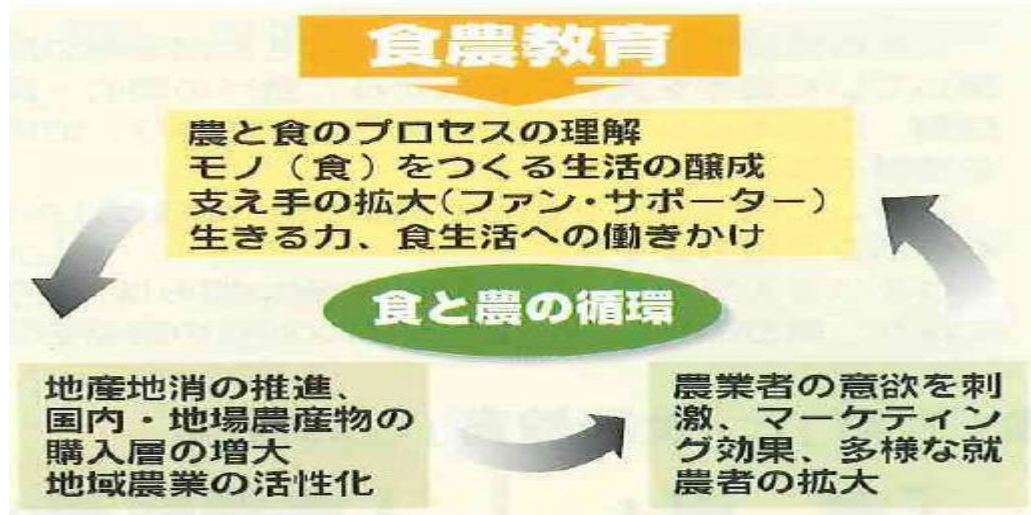 食農教育
農と食のプロセスの理解
モノ（食）をつくる生活の醸成
支え手の拡大（ファン・サポーター）
生きる力、食生活への働きかけ
食と農の循環
地産地消の推進、
国内・地場農産物の
購入層の増大
地域農業の活性化
農業者の意欲を刺
激、マーケティン
グ効果、多様な就
農者の拡大